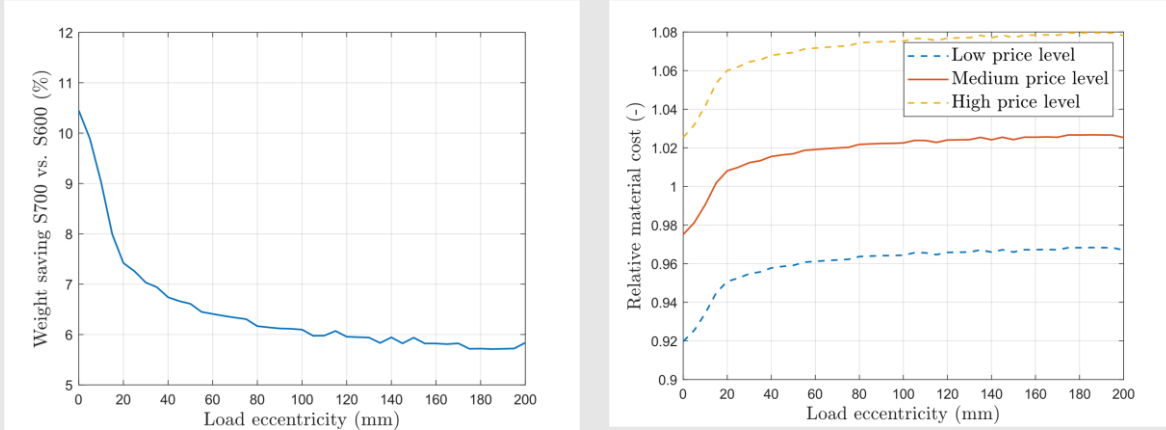 12
11
10
9
8
7
6
5
Weight saving S700 vs. S600 (%)
0 20 40 60 80 100 120 140 160 180 200
Load eccentricity (mm)
1.08
1.06
1.04
1.02
1
0.98
0.96
0.94
0.92
0.9
Relative material cost (-)
Low price level
Medium price level
High price level
0 20 40 60 80 100 120 140 160 180 200
Load eccentricity (mm)